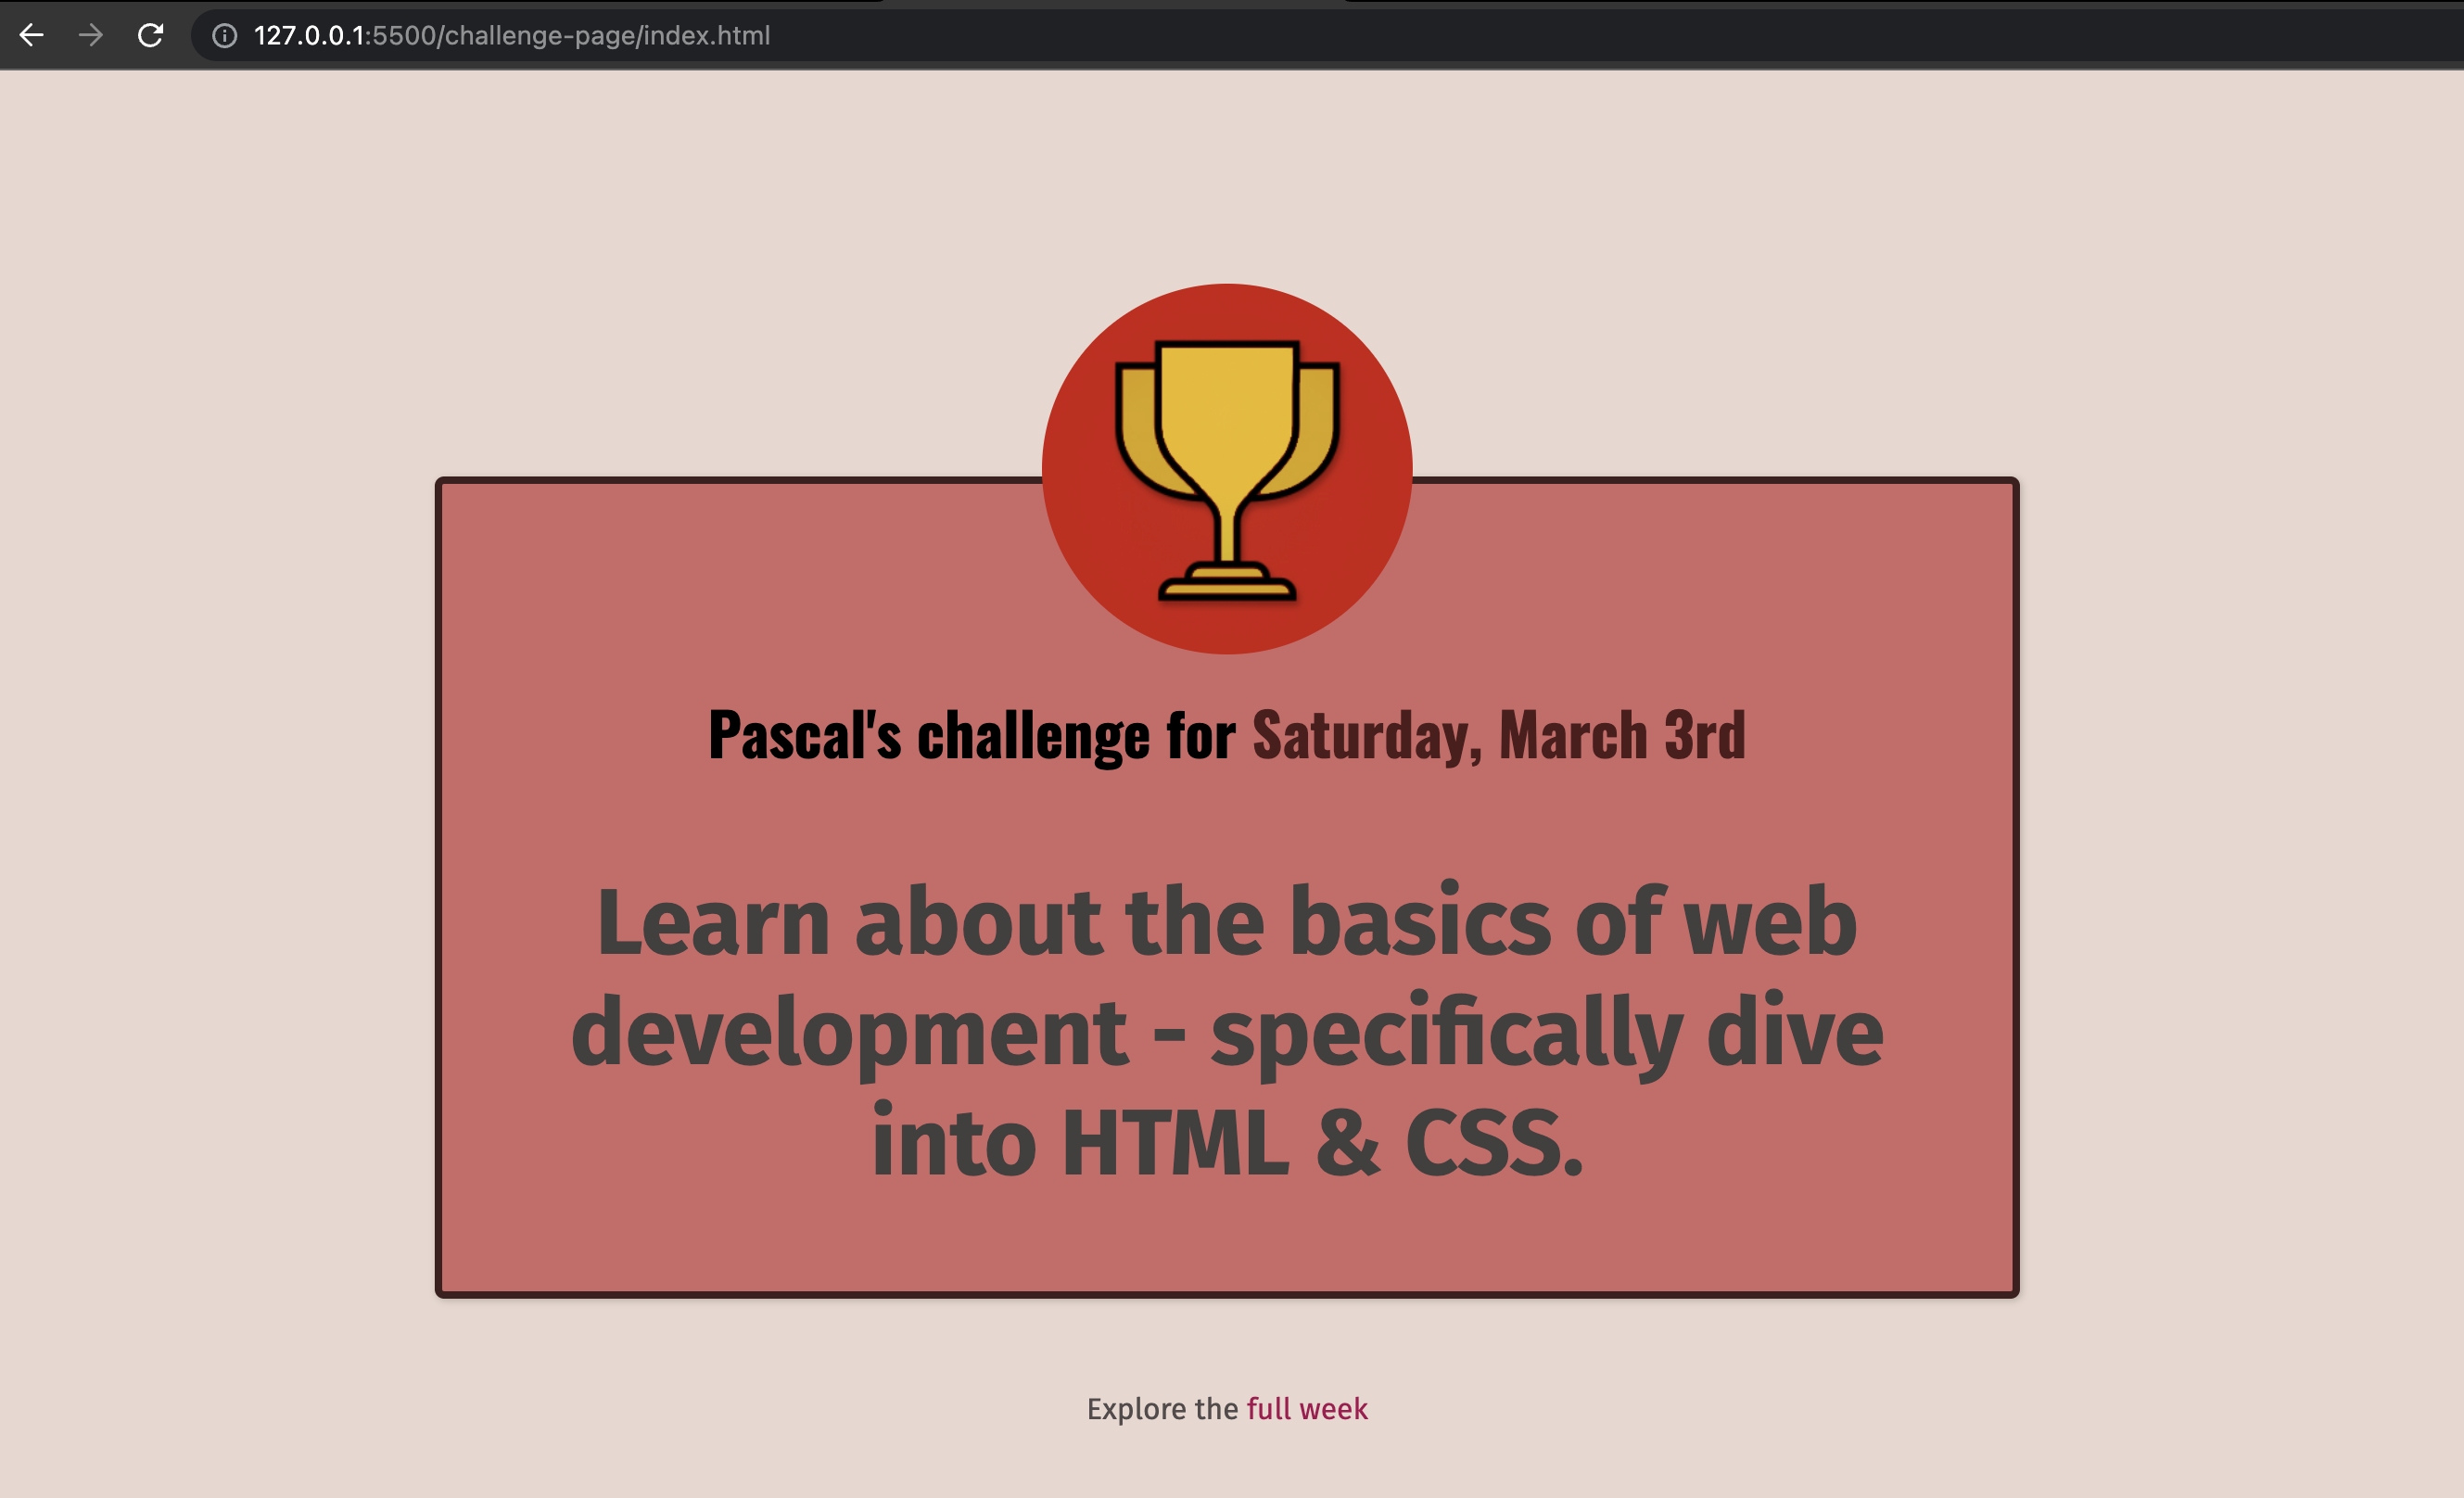 127.0.0.1:5500/challenge-page/index.html
Pascal's challenge for Saturday, March 3rd
Learn about the basics of web
development - specifically dive
into HTML & CSS.
Explore the full week